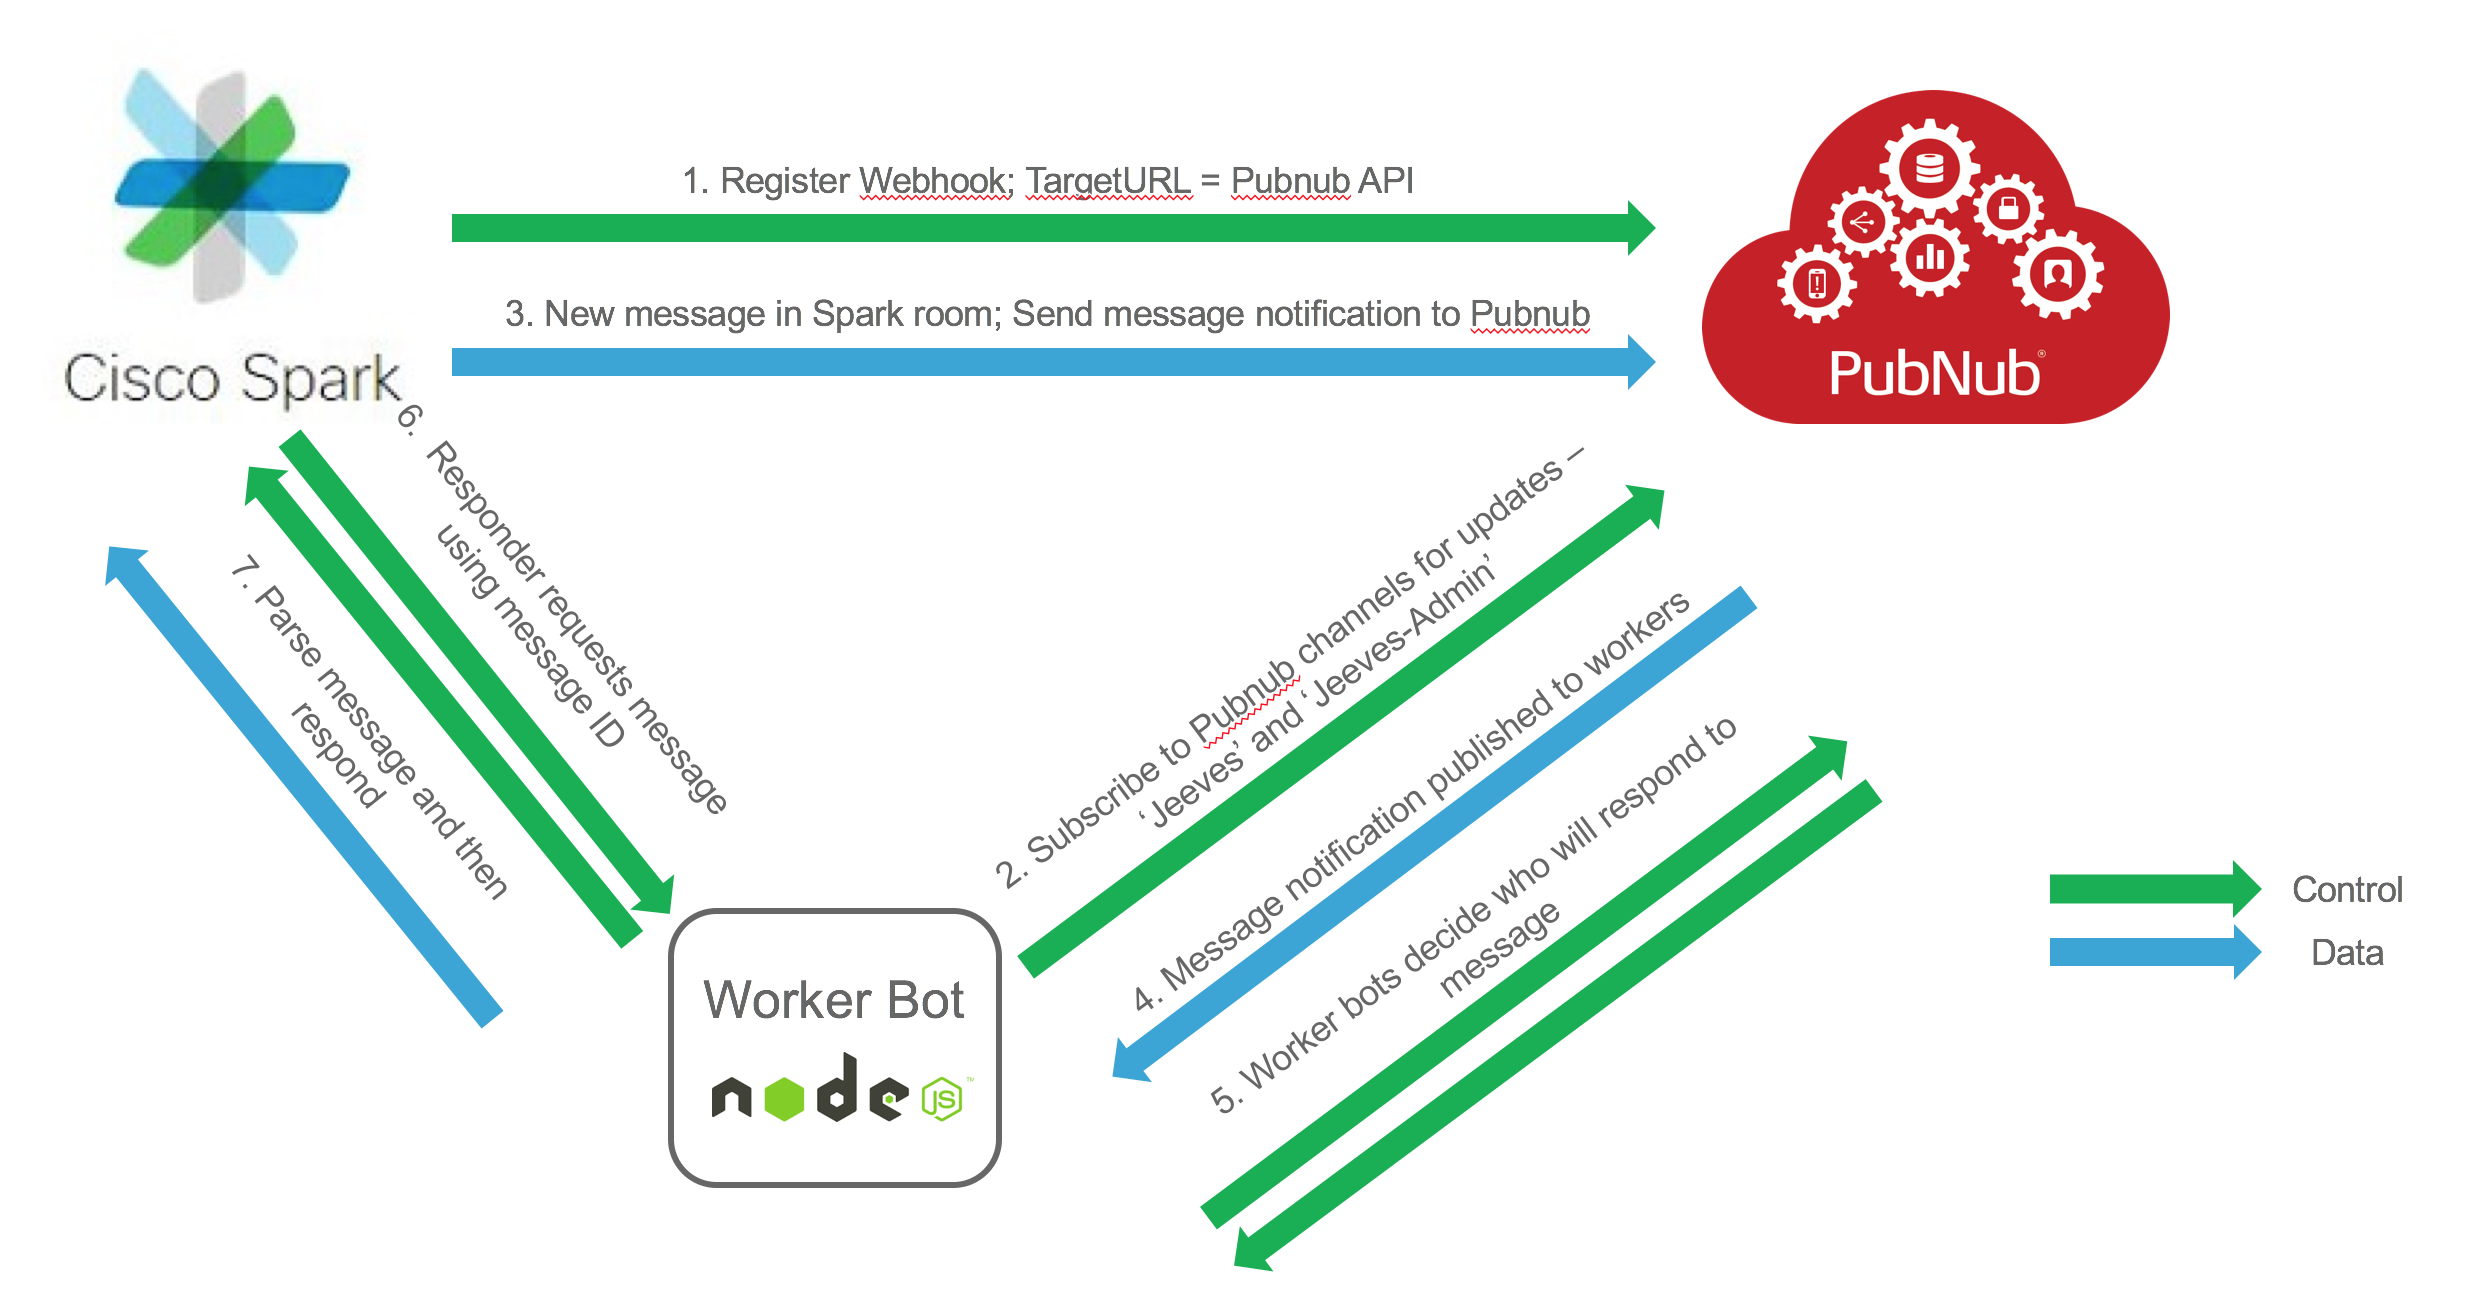 1. Register Webhook; TargetURL = Pubnub API
3. New message in Spark room; Send message notification to Pubnub
Cisco Spark
PubNub®
6. Responder requests message
using message ID
7. Parse message and then
respond
2. Subscribe to Pubnub channels for updates –
‘Jeeves’ and ‘Jeeves-Admin’
4. Message notification published to workers
5. Worker bots decide who will respond to
message
Worker Bot
node JS™
Control
Data